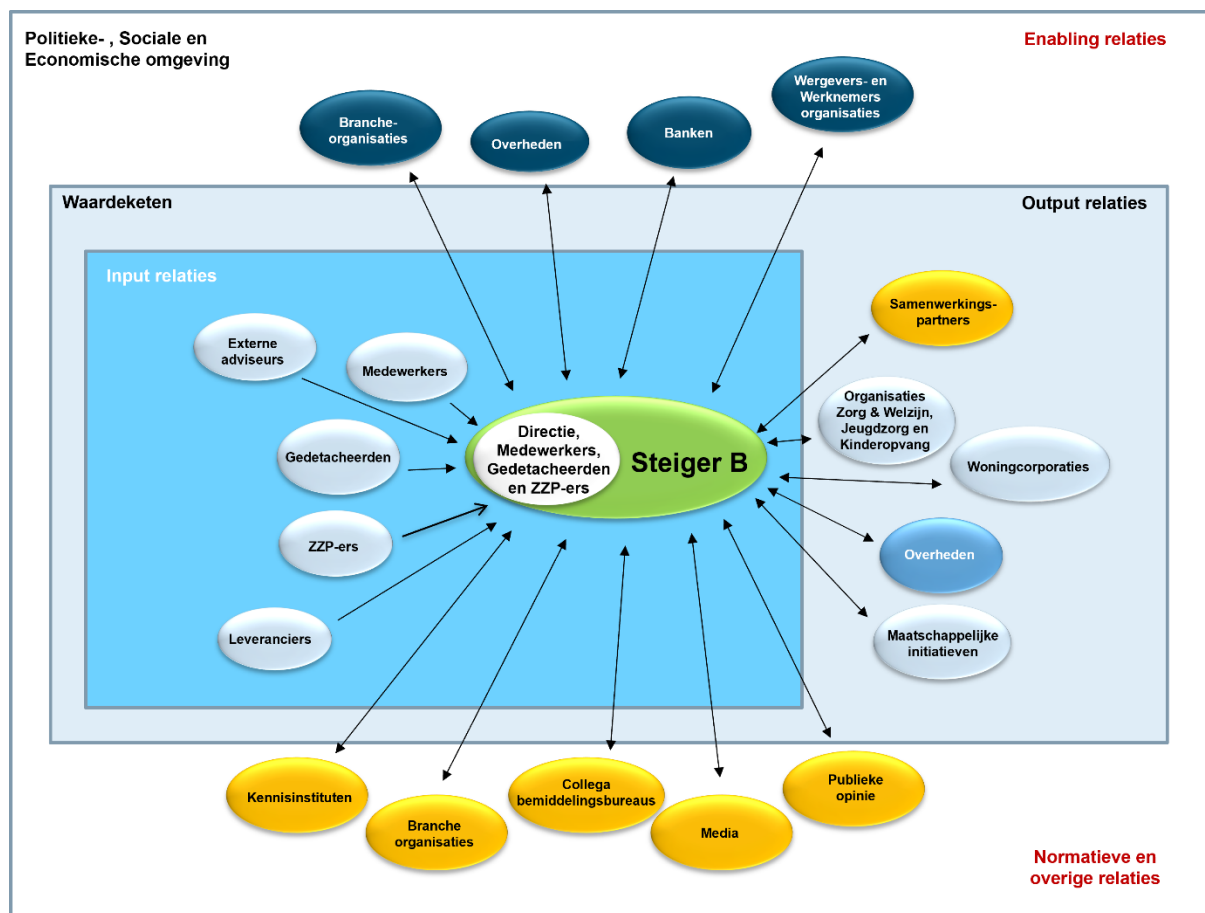 Politieke- , Sociale en
Economische omgeving
Enabling relaties
Branche-
organisaties
Overheden
Banken
Wergevers- en
Werknemers
organisaties
Waardeketen
Output relaties
Input relaties
Externe
adviseurs
Medewerkers
Gedetacheerden
ZZP-ers
Leveranciers
Directie,
Medewerkers,
Gedetacheerden
en ZZP-ers
Steiger B
Samenwerkings-
partners
Organisaties
Zorg & Welzijn,
Jeugdzorg en
Kinderopvang
Woningcorporaties
Overheden
Maatschappelijke
initiatieven
Kennisinstituten
Branche
organisaties
Collega
bemiddelingsbureaus
Media
Publieke
opinie
Normatieve en
overige relaties